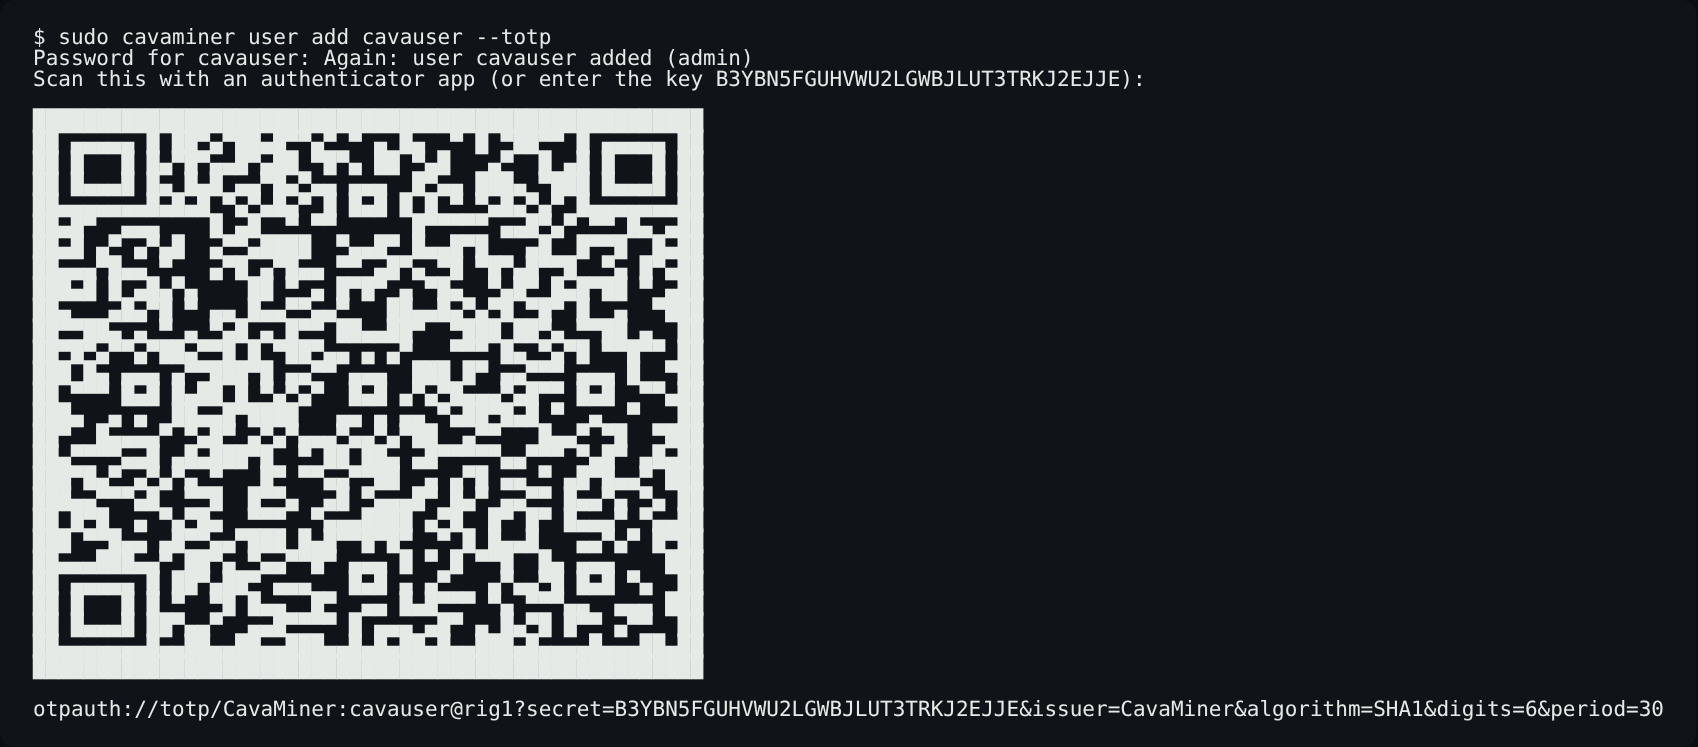 $ sudo cavaminer user add cavauser --totp
Password for cavauser: Again: user cavauser added (admin)
Scan this with an authenticator app (or enter the key B3YBN5FGUHVWU2LGWBJLUT3TRKJ2EJJE):
otpauth://totp/CavaMiner:cavauser@rig1?secret=B3YBN5FGUHVWU2LGWBJLUT3TRKJ2EJJE&issuer=CavaMiner&algorithm=SHA1&digits=6&period=30